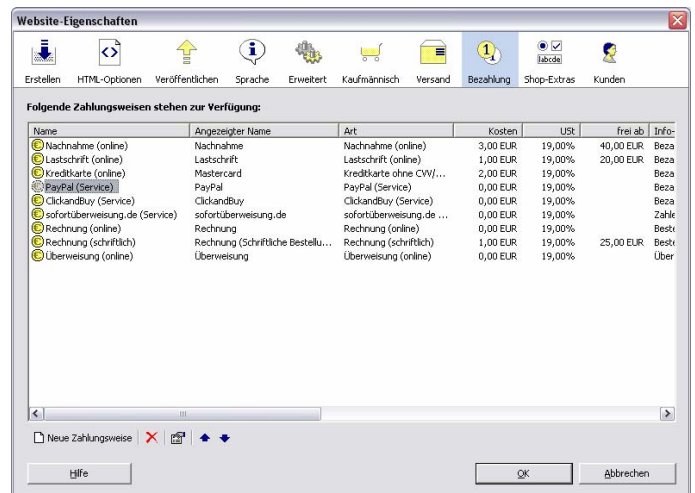 Website-Eigenschaften
Erstellen HTML-Optionen Veröffentlichen Sprache Erweitert Kaufmännisch Versand Bezahlung Shop-Extras Kunden
Folgende Zahlungsweisen stehen zur Verfügung:
Name Angezeigter Name Art Kosten USt frei ab Info-
Nachnahme (online) Nachnahme Nachnahme (online) 3,00 EUR 19,00% 40,00 EUR Beza
Lastschrift (online) Lastschrift Lastschrift (online) 1,00 EUR 19,00% 20,00 EUR Beza
Kreditkarte (online) Mastercard Kreditkarte ohne CVV/... 2,00 EUR 19,00% Beza
PayPal (Service) PayPal PayPal (Service) 0,00 EUR 19,00% Beza
ClickandBuy (Service) ClickandBuy ClickandBuy (Service) 0,00 EUR 19,00% Beza
sofortüberweisung.de (Service) sofortüberweisung.de sofortüberweisung.de ... 0,00 EUR 19,00% Zahle
Rechnung (online) Rechnung Rechnung (online) 0,00 EUR 19,00% Beste
Rechnung (schriftlich) Rechnung (Schriftliche Bestellu... Rechnung (schriftlich) 1,00 EUR 19,00% 25,00 EUR Beste
Überweisung (online) Überweisung Überweisung (online) 0,00 EUR 19,00% Über
Neue Zahlungsweise
Hilfe OK Abbrechen